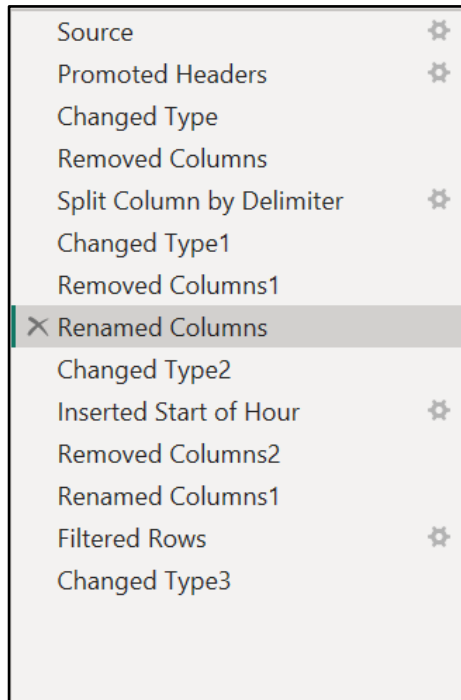 Source
Promoted Headers
Changed Type
Removed Columns
Split Column by Delimiter
Changed Type1
Removed Columns1
Renamed Columns
Changed Type2
Inserted Start of Hour
Removed Columns2
Renamed Columns1
Filtered Rows
Changed Type3